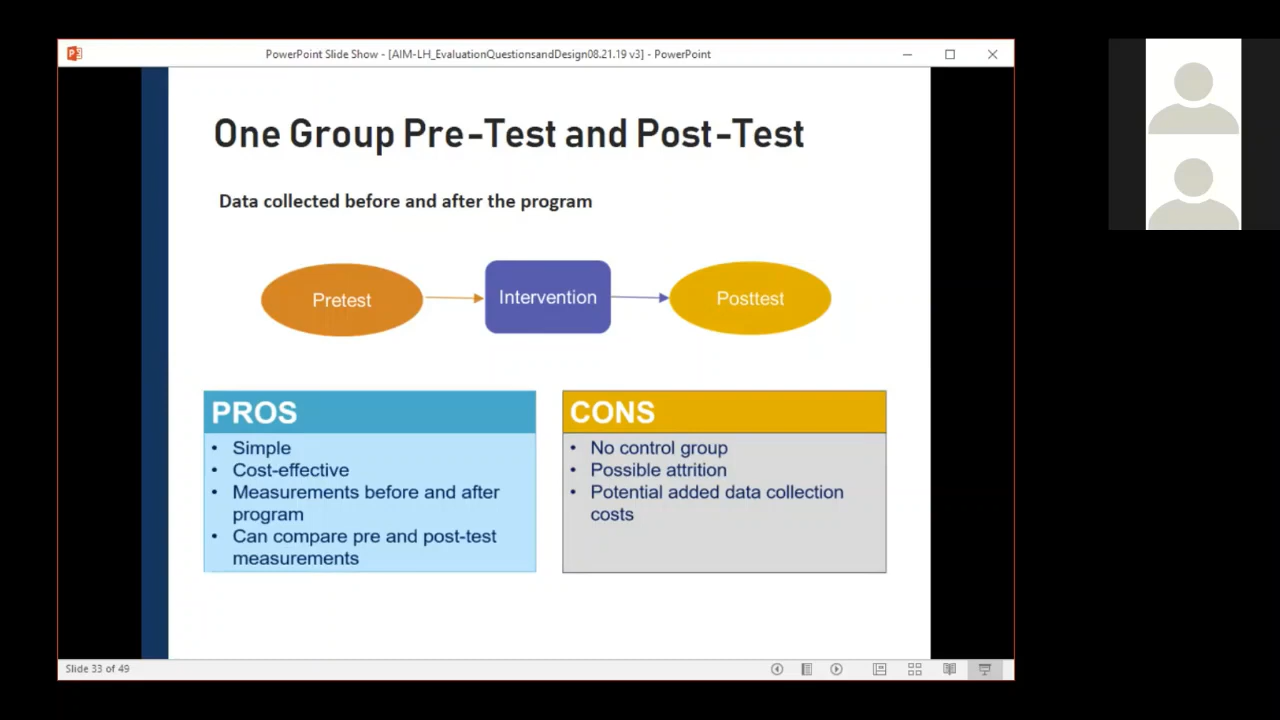 PowerPoint Slide Show - [AIM-LH_EvaluationQuestionsandDesign08.21.19 v3] - PowerPoint
One Group Pre-Test and Post-Test
Data collected before and after the program
Pretest
Intervention
Posttest
PROS
• Simple
• Cost-effective
• Measurements before and after
program
• Can compare pre and post-test
measurements
CONS
• No control group
• Possible attrition
• Potential added data collection
costs
Slide 33 of 49